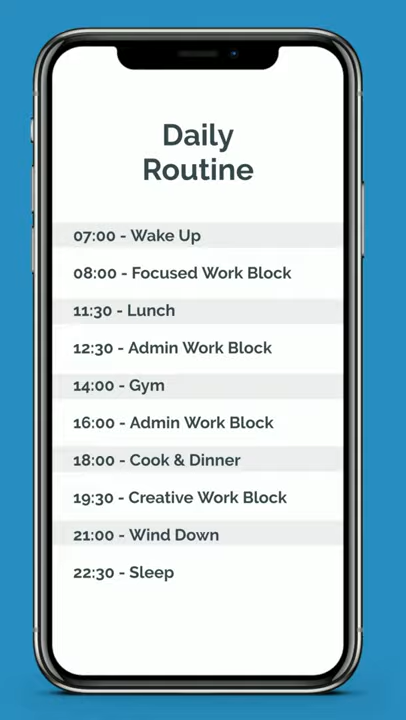 Daily
Routine
07:00 - Wake Up
08:00 - Focused Work Block
11:30 - Lunch
12:30 - Admin Work Block
14:00 - Gym
16:00 - Admin Work Block
18:00 - Cook & Dinner
19:30 - Creative Work Block
21:00 - Wind Down
22:30 - Sleep